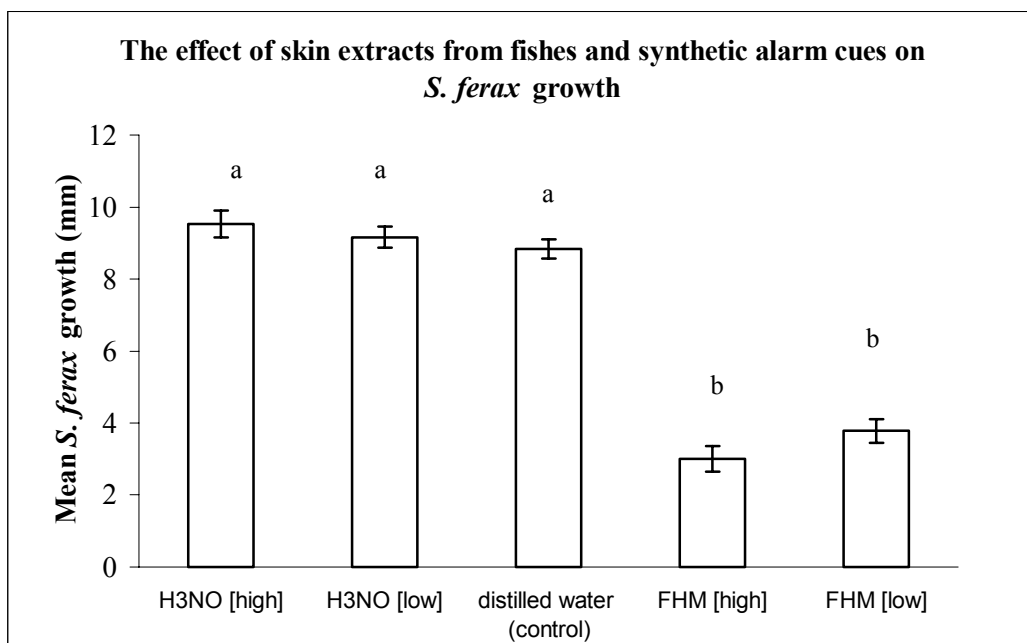 The effect of skin extracts from fishes and synthetic alarm cues on
S. ferax growth
Mean S. ferax growth (mm)
12
10
8
6
4
2
0
a
a
a
b
b
H3NO [high]
H3NO [low]
distilled water
(control)
FHM [high]
FHM [low]